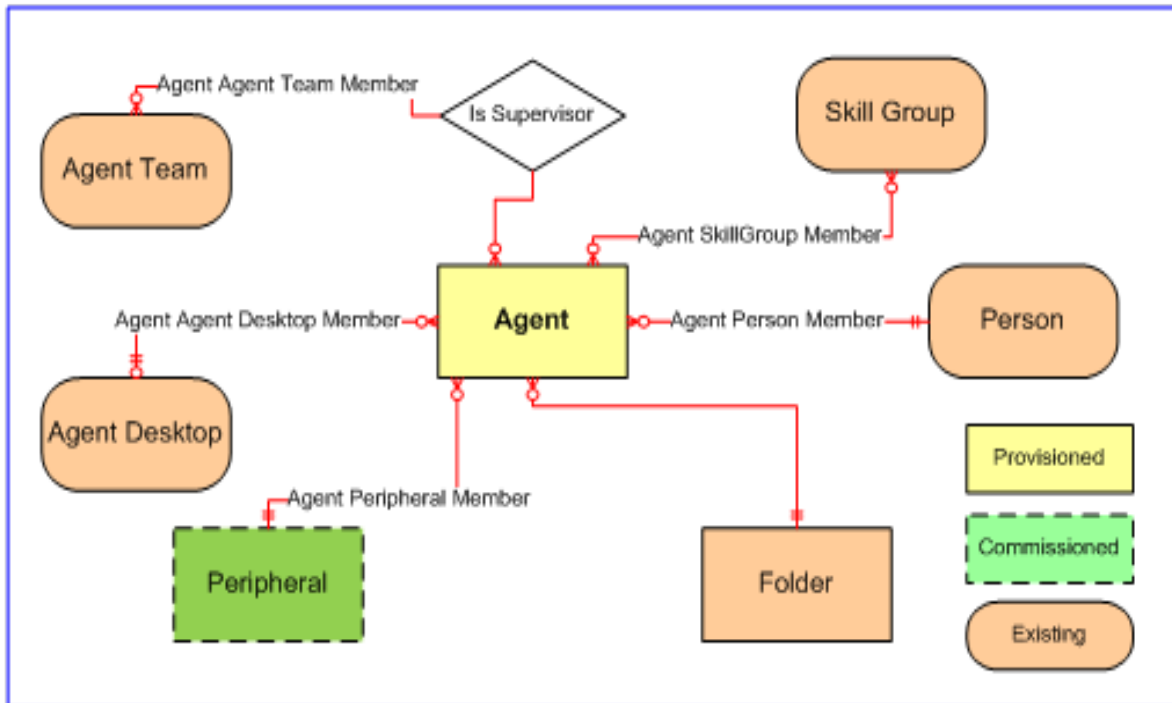 Agent Agent Team Member
Is Supervisor
Skill Group
Agent Team
Agent SkillGroup Member
Agent Agent Desktop Member
Agent
Agent Person Member
Person
Agent Desktop
Provisioned
Agent Peripheral Member
Commissioned
Peripheral
Folder
Existing